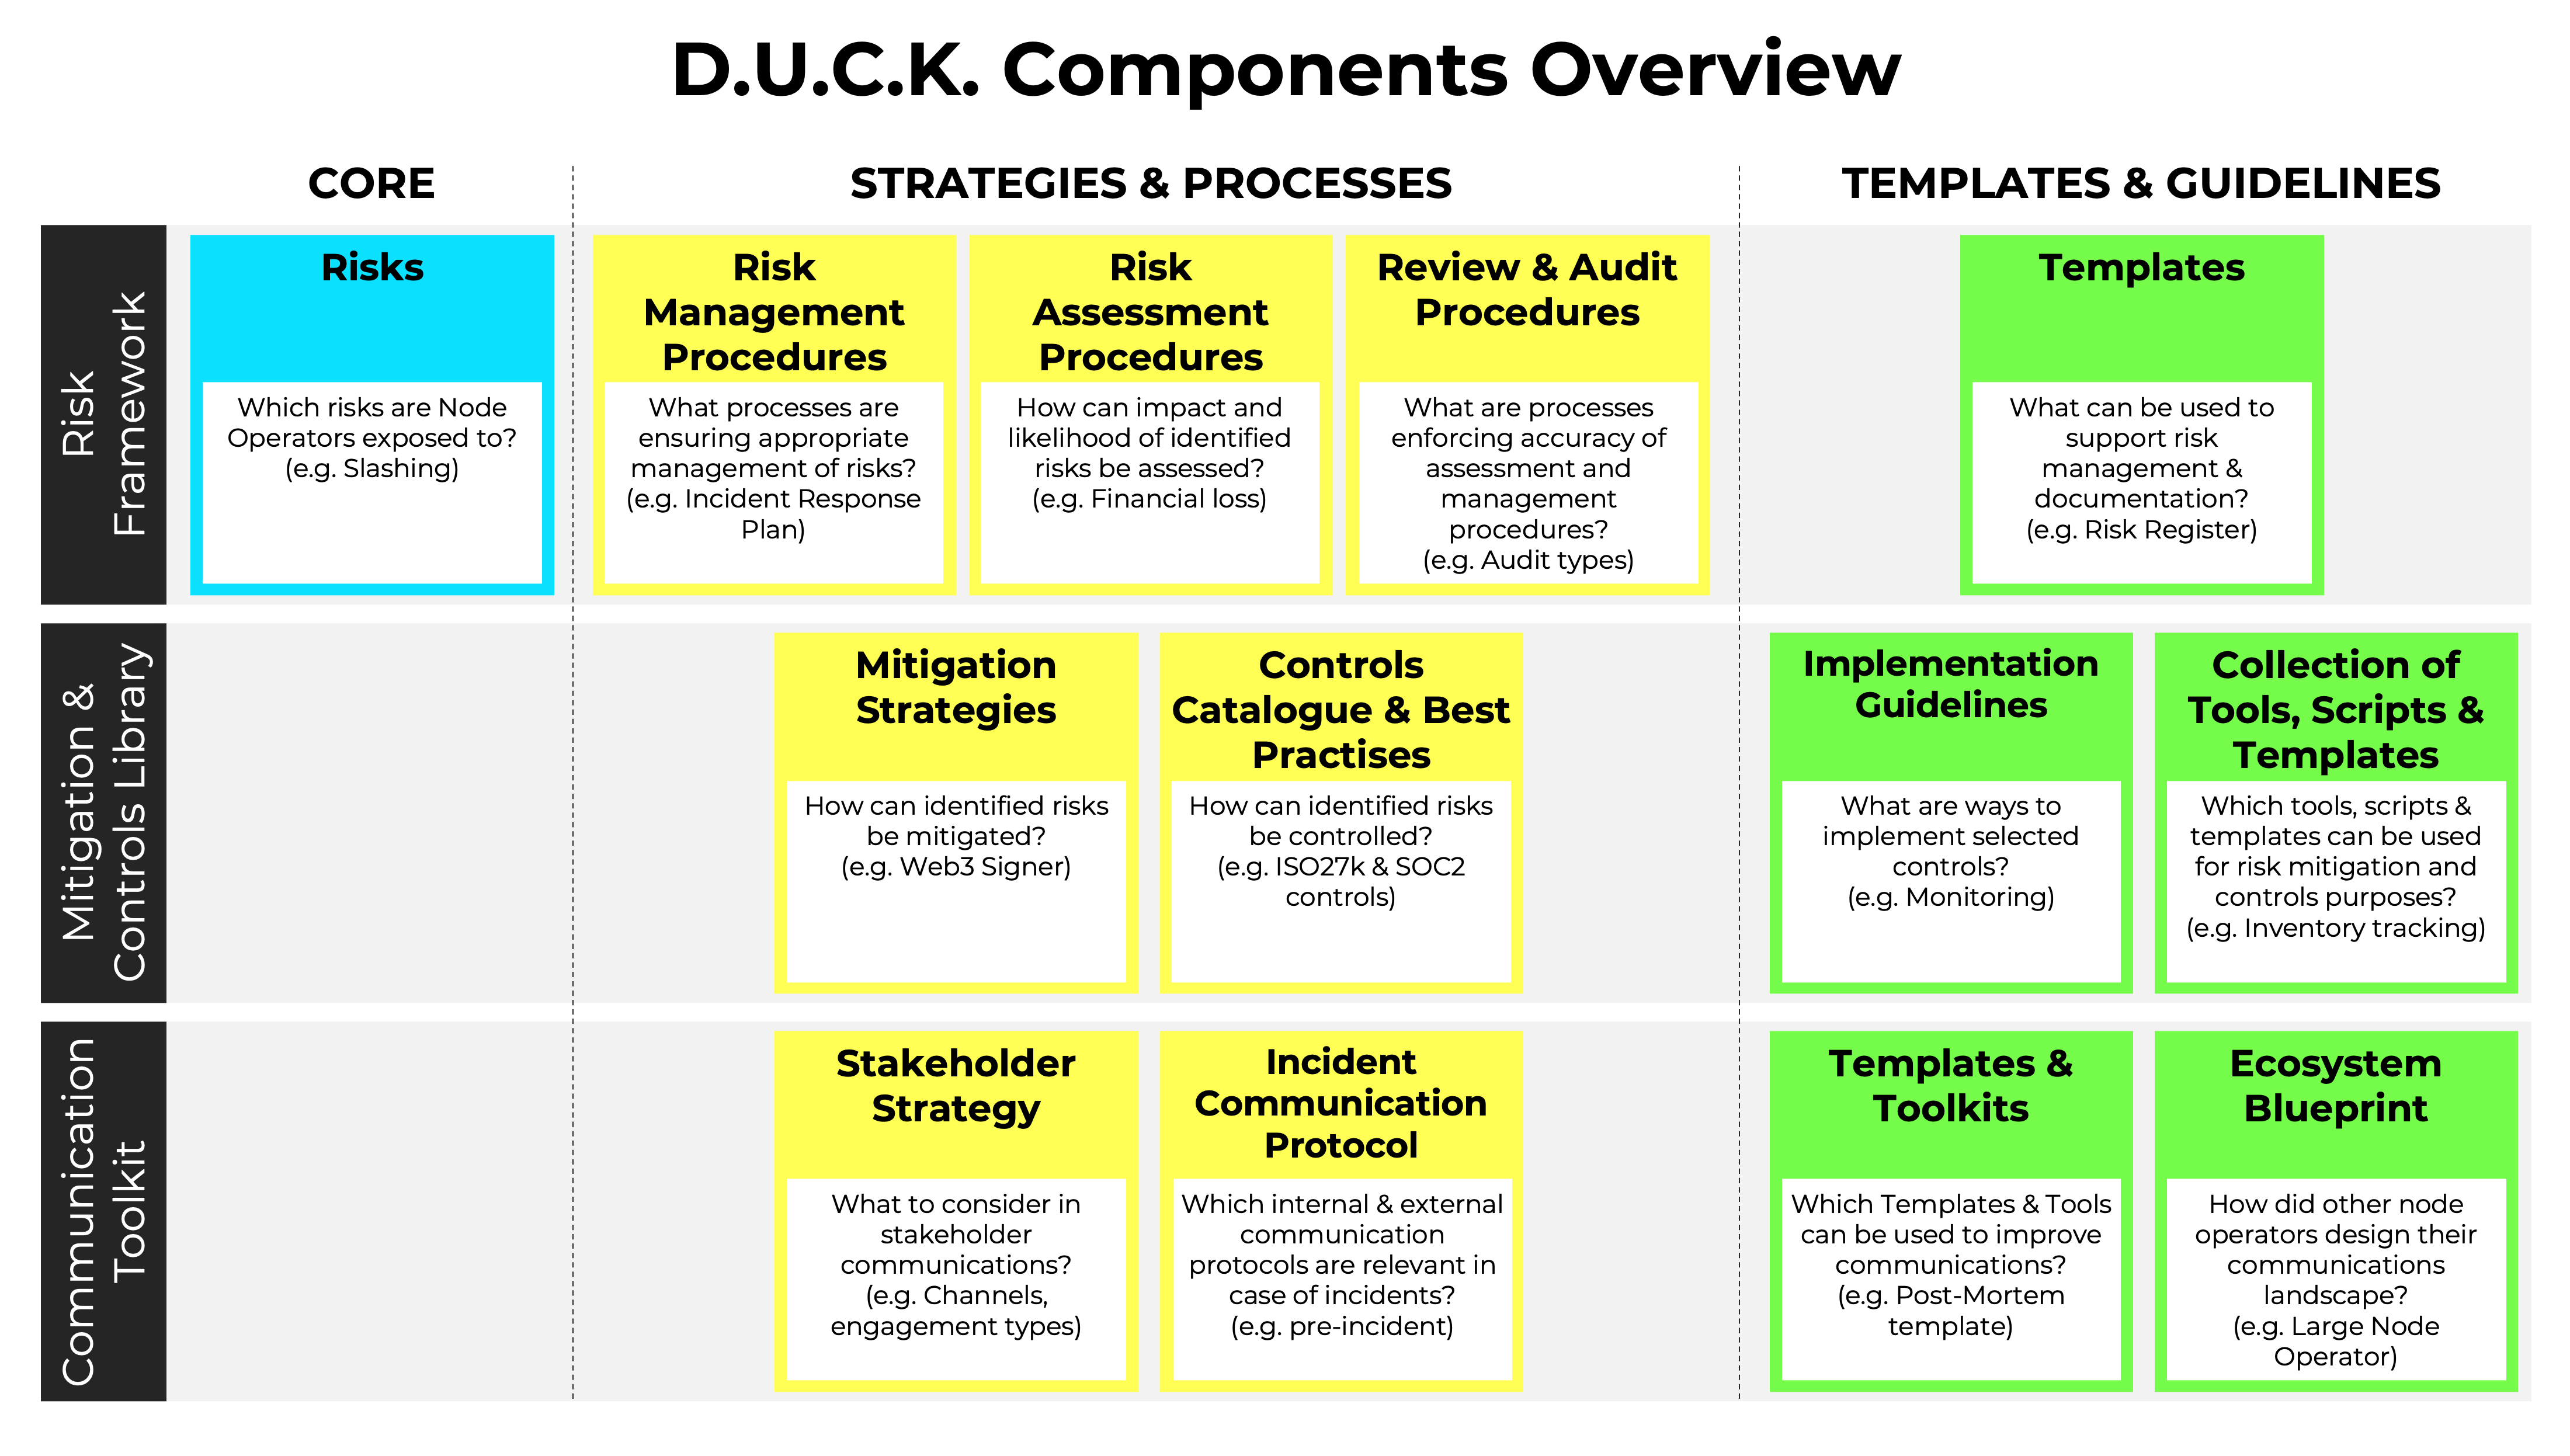 D.U.C.K. Components Overview
CORE
STRATEGIES & PROCESSES
TEMPLATES & GUIDELINES
Risk
Framework
Risks
Which risks are Node
Operators exposed to?
(e.g. Slashing)
Risk
Management
Procedures
What processes are
ensuring appropriate
management of risks?
(e.g. Incident Response
Plan)
Risk
Assessment
Procedures
How can impact and
likelihood of identified
risks be assessed?
(e.g. Financial loss)
Review & Audit
Procedures
What are processes
enforcing accuracy of
assessment and
management
procedures?
(e.g. Audit types)
Templates
What can be used to
support risk
management &
documentation?
(e.g. Risk Register)
Mitigation &
Controls Library
Mitigation
Strategies
How can identified risks
be mitigated?
(e.g. Web3 Signer)
Controls
Catalogue & Best
Practises
How can identified risks
be controlled?
(e.g. ISO27k & SOC2
controls)
Implementation
Guidelines
What are ways to
implement selected
controls?
(e.g. Monitoring)
Collection of
Tools, Scripts &
Templates
Which tools, scripts &
templates can be used
for risk mitigation and
controls purposes?
(e.g. Inventory tracking)
Communication
Toolkit
Stakeholder
Strategy
What to consider in
stakeholder
communications?
(e.g. Channels,
engagement types)
Incident
Communication
Protocol
Which internal & external
communication
protocols are relevant in
case of incidents?
(e.g. pre-incident)
Templates &
Toolkits
Which Templates & Tools
can be used to improve
communications?
(e.g. Post-Mortem
template)
Ecosystem
Blueprint
How did other node
operators design their
communications
landscape?
(e.g. Large Node
Operator)